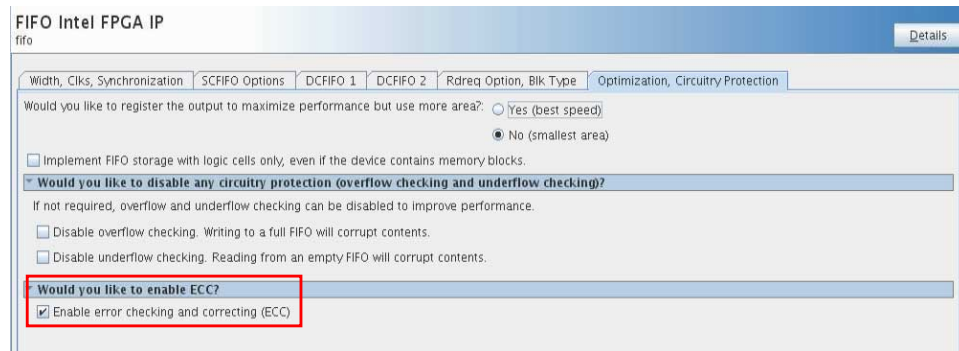 FIFO Intel FPGA IP
fifo
Details
Width, Clks, Synchronization SCFIFO Options DCFIFO 1 DCFIFO 2 Rdreq Option, Blk Type Optimization, Circuitry Protection
Would you like to register the output to maximize performance but use more area?: Yes (best speed)
No (smallest area)
Implement FIFO storage with logic cells only, even if the device contains memory blocks.
Would you like to disable any circuitry protection (overflow checking and underflow checking)?
If not required, overflow and underflow checking can be disabled to improve performance.
Disable overflow checking. Writing to a full FIFO will corrupt contents.
Disable underflow checking. Reading from an empty FIFO will corrupt contents.
Would you like to enable ECC?
Enable error checking and correcting (ECC)